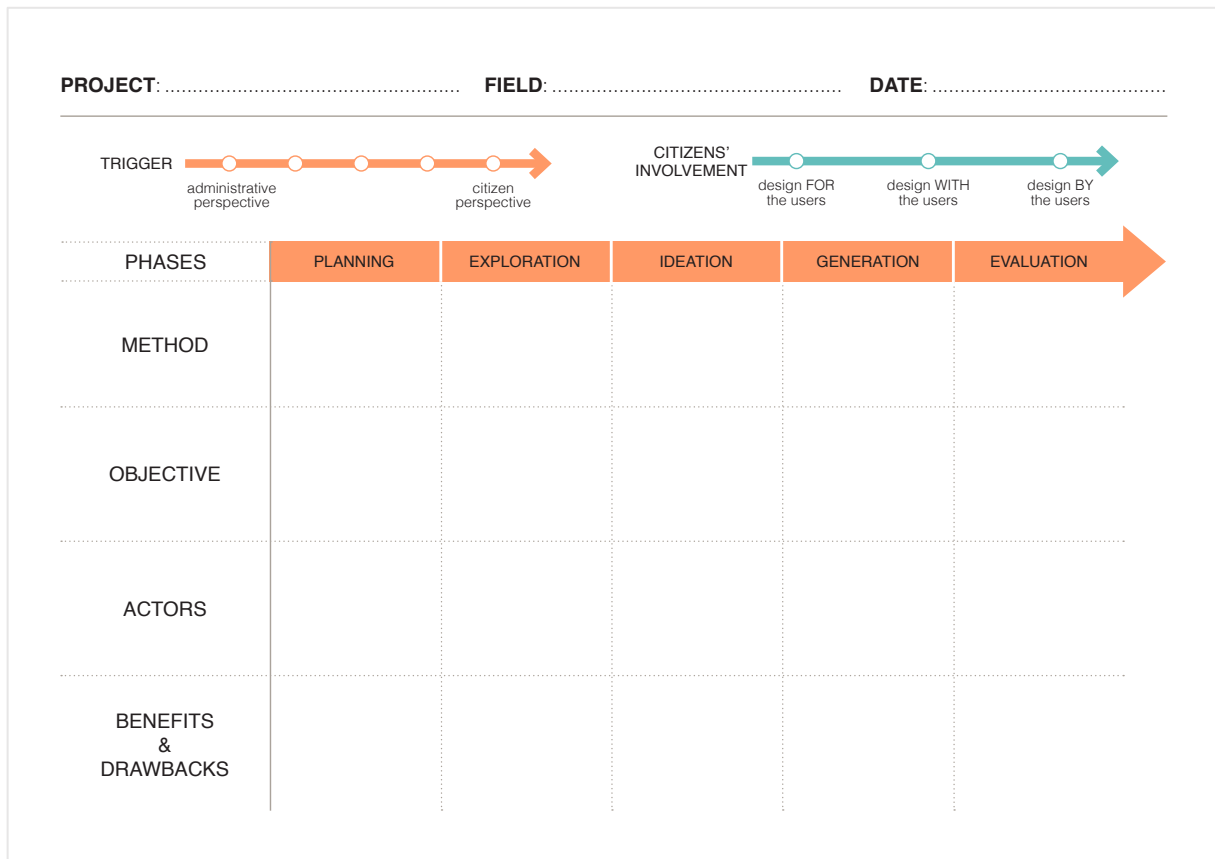 PROJECT: ..................................................... FIELD: .................................................... DATE: ..........................................
TRIGGER
administrative
perspective
citizen
perspective
CITIZENS'
INVOLVEMENT
design FOR
the users
design WITH
the users
design BY
the users
PHASES PLANNING EXPLORATION IDEATION GENERATION EVALUATION
METHOD
OBJECTIVE
ACTORS
BENEFITS
&
DRAWBACKS